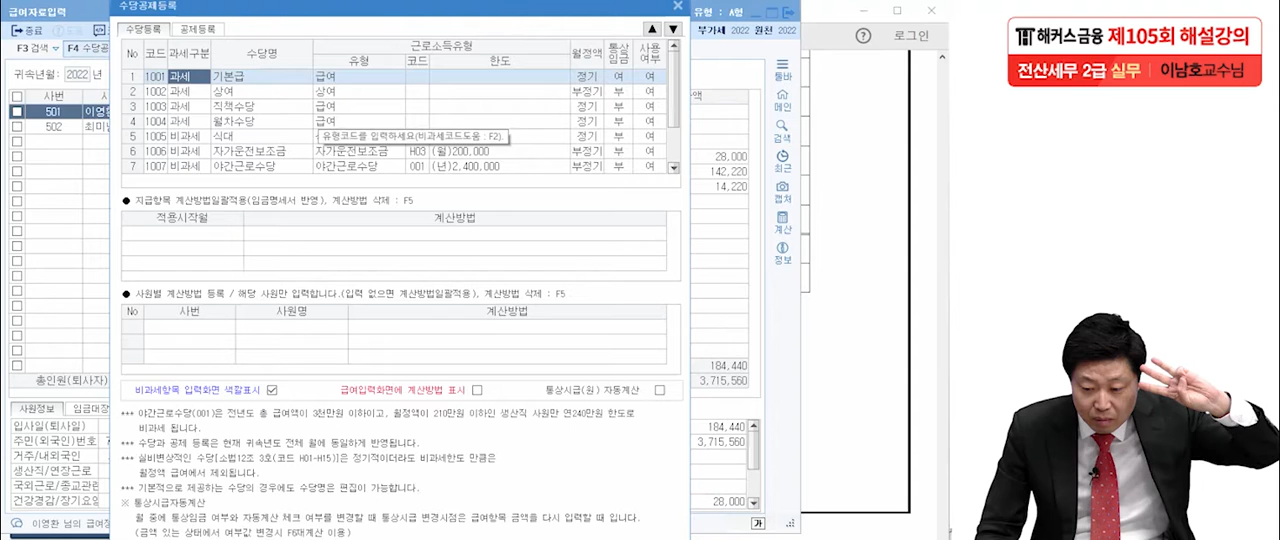 급여자료입력
종료
F3 검색 F4 수당공
귀속년월: 2022 년
사번
501 이영환
502 최미
총인원(퇴사자)
사원정보 임금대장
입사일(퇴사일)
주민(외국인)번호
거주/내외국인
생산직/연장근로
국외근로/종교관련
건강경감/장기요양
이영환 님의 급여정
수당공제등록
수당등록 공제등록
No 코드 과세구분 수당명 근로소득유형 월정액 통상임금 사용여부
유형 코드 한도
1 1001 과세 기본급 급여 정기 여 여
2 1002 과세 상여 상여 부정기 부 여
3 1003 과세 직책수당 급여 정기 부 여
4 1004 과세 월차수당 급여 정기 부 여
5 1005 비과세 식대 정기 부 여
유형코드를 입력하세요(비과세코드도움 : F2).
6 1006 비과세 자가운전보조금 자가운전보조금 H03 (월)200,000 부정기 부 여
7 1007 비과세 야간근로수당 야간근로수당 001 (년)2,400,000 부정기 부 여
● 지급항목 계산방법일괄적용(임금명세서 반영), 계산방법 삭제 : F5
적용시작월 계산방법
● 사원별 계산방법 등록 / 해당 사원만 입력합니다.(입력 없으면 계산방법일괄적용), 계산방법 삭제 : F5
No 사번 사원명 계산방법
비과세항목 입력화면 색깔표시 급여입력화면에 계산방법 표시 통상시급(원) 자동계산
*** 야간근로수당(001)은 전년도 총 급여액이 3천만원 이하이고, 월정액이 210만원 이하인 생산직 사원만 연240만원 한도로
비과세 됩니다.
*** 수당과 공제 등록은 현재 귀속년도 전체 월에 동일하게 반영됩니다.
*** 실비변상적인 수당[소법12조 3호(코드 H01-H15)]은 정기적이더라도 비과세한도 만큼은
월정액 급여에서 제외됩니다.
*** 기본적으로 제공하는 수당의 경우에도 수당명은 편집이 가능합니다.
※ 통상시급자동계산
월 중에 통상임금 여부와 자동계산 체크 여부를 변경할 때 통상시급 변경시점은 급여항목 금액을 다시 입력할 때 입니다.
(금액 있는 상태에서 여부값 변경시 F6재계산 이용)
유형 : A형
부가세 2022 원천 2022
28,000
142,220
14,220
184,440
3,715,560
184,440
3,715,560
28,000
가
툴바
메인
검색
최근
캡처
계산
정보
로그인
해커스금융 제105회 해설강의
전산세무 2급 실무 이남호교수님